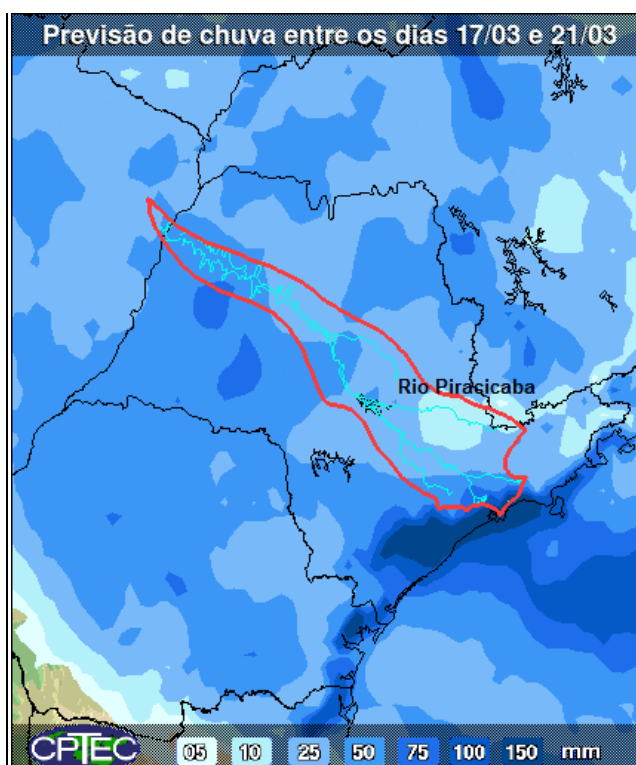 Previsão de chuva entre os dias 17/03 e 21/03
Rio Pirasicaba
CPTEC 05 10 25 50 75 100 150 mm